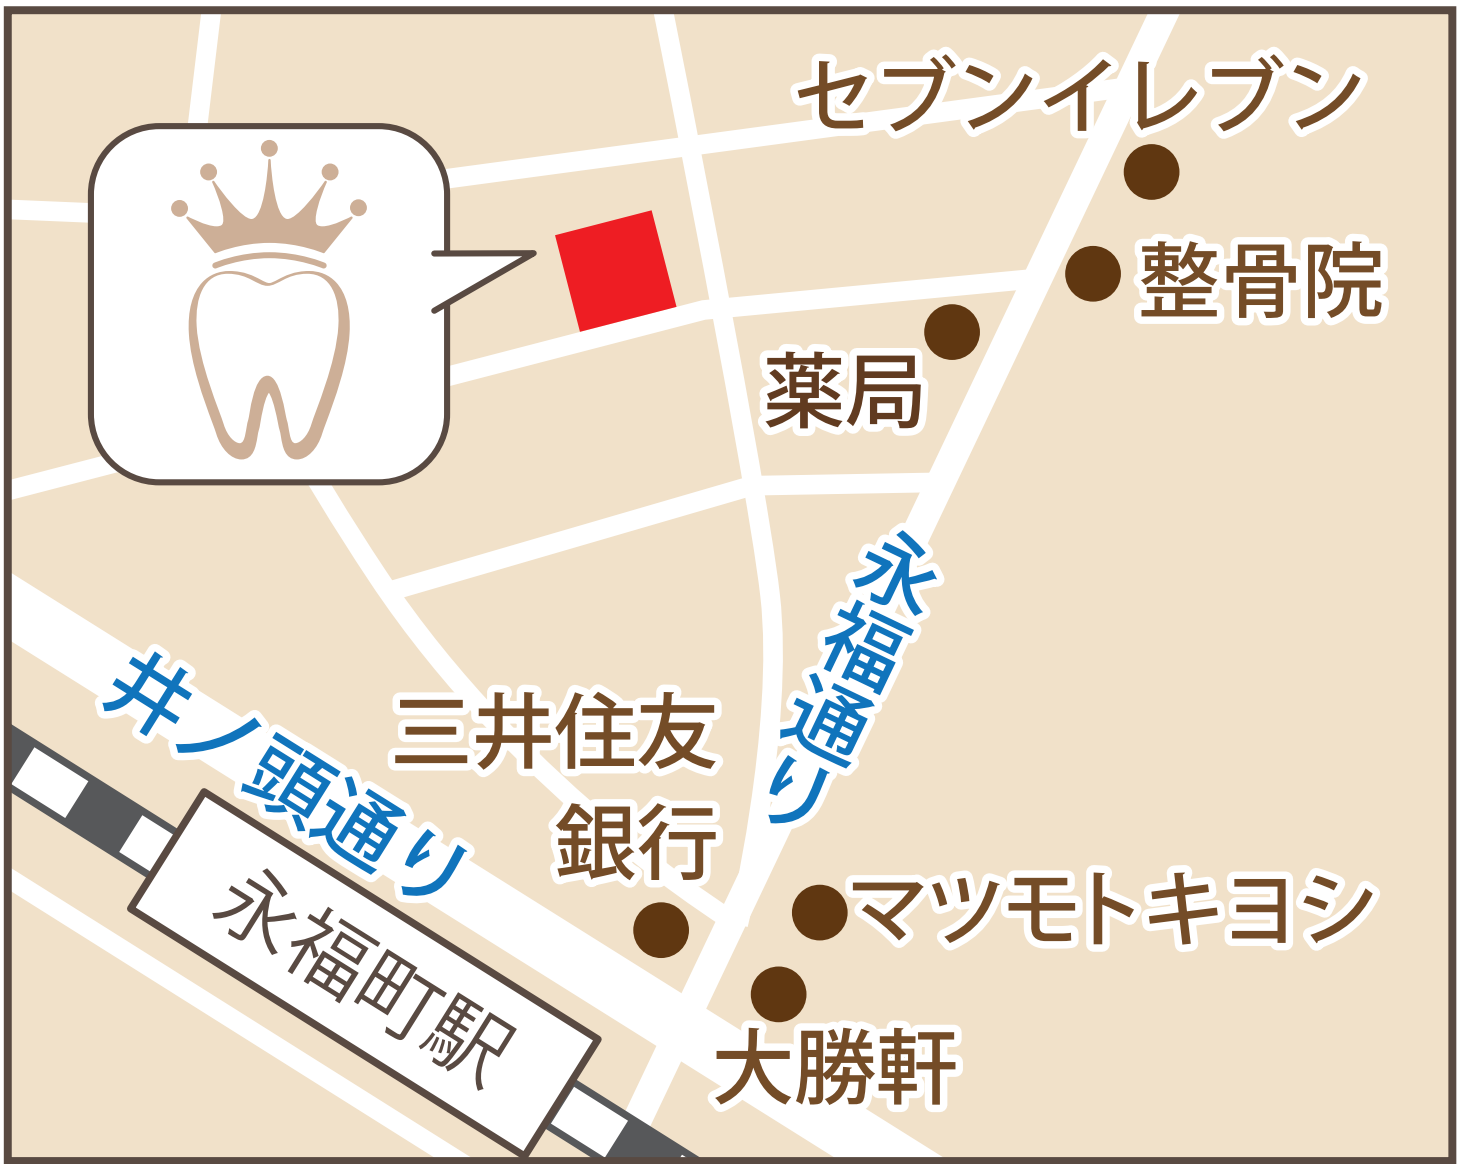 セブンイレブン
整骨院
薬局
永福通り
井ノ頭通り
三井住友
銀行
マツモトキヨシ
永福町駅
大勝軒